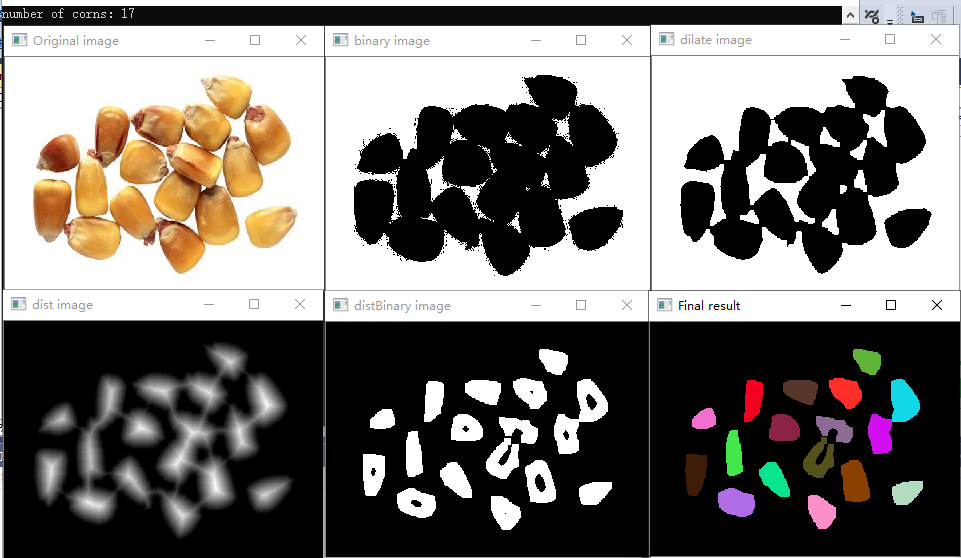 number of corns: 17
Original image
binary image
dilate image
dist image
distBinary image
Final result